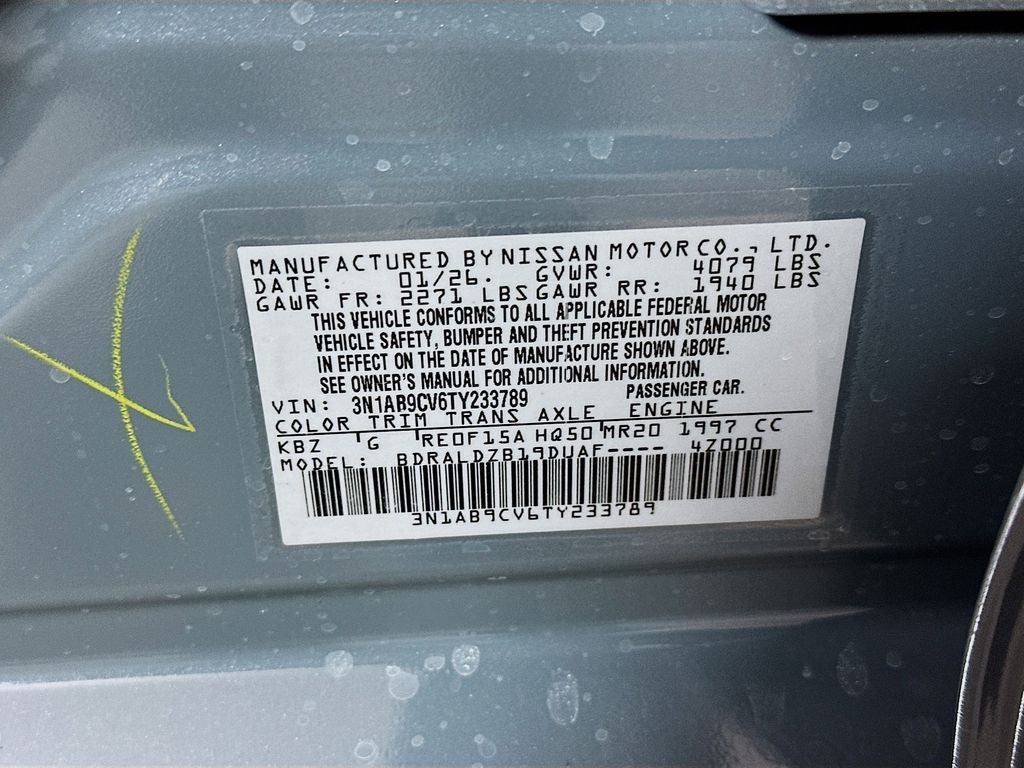 MANUFACTURED BY NISSAN MOTOR CO., LTD.
DATE: 01/26. GVWR: 4079 LBS
GAWR FR: 2271 LBS GAWR RR: 1940 LBS
THIS VEHICLE CONFORMS TO ALL APPLICABLE FEDERAL MOTOR
VEHICLE SAFETY, BUMPER AND THEFT PREVENTION STANDARDS
IN EFFECT ON THE DATE OF MANUFACTURE SHOWN ABOVE.
SEE OWNER'S MANUAL FOR ADDITIONAL INFORMATION.
VIN: 3N1AB9CV6TY233789 PASSENGER CAR.
COLOR TRIM TRANS AXLE ENGINE
KBZ G RE0F15A HQ50 MR20 1997 CC
MODEL: BDRALDZB19DUAF---- 4Z000
3N1AB9CV6TY233789